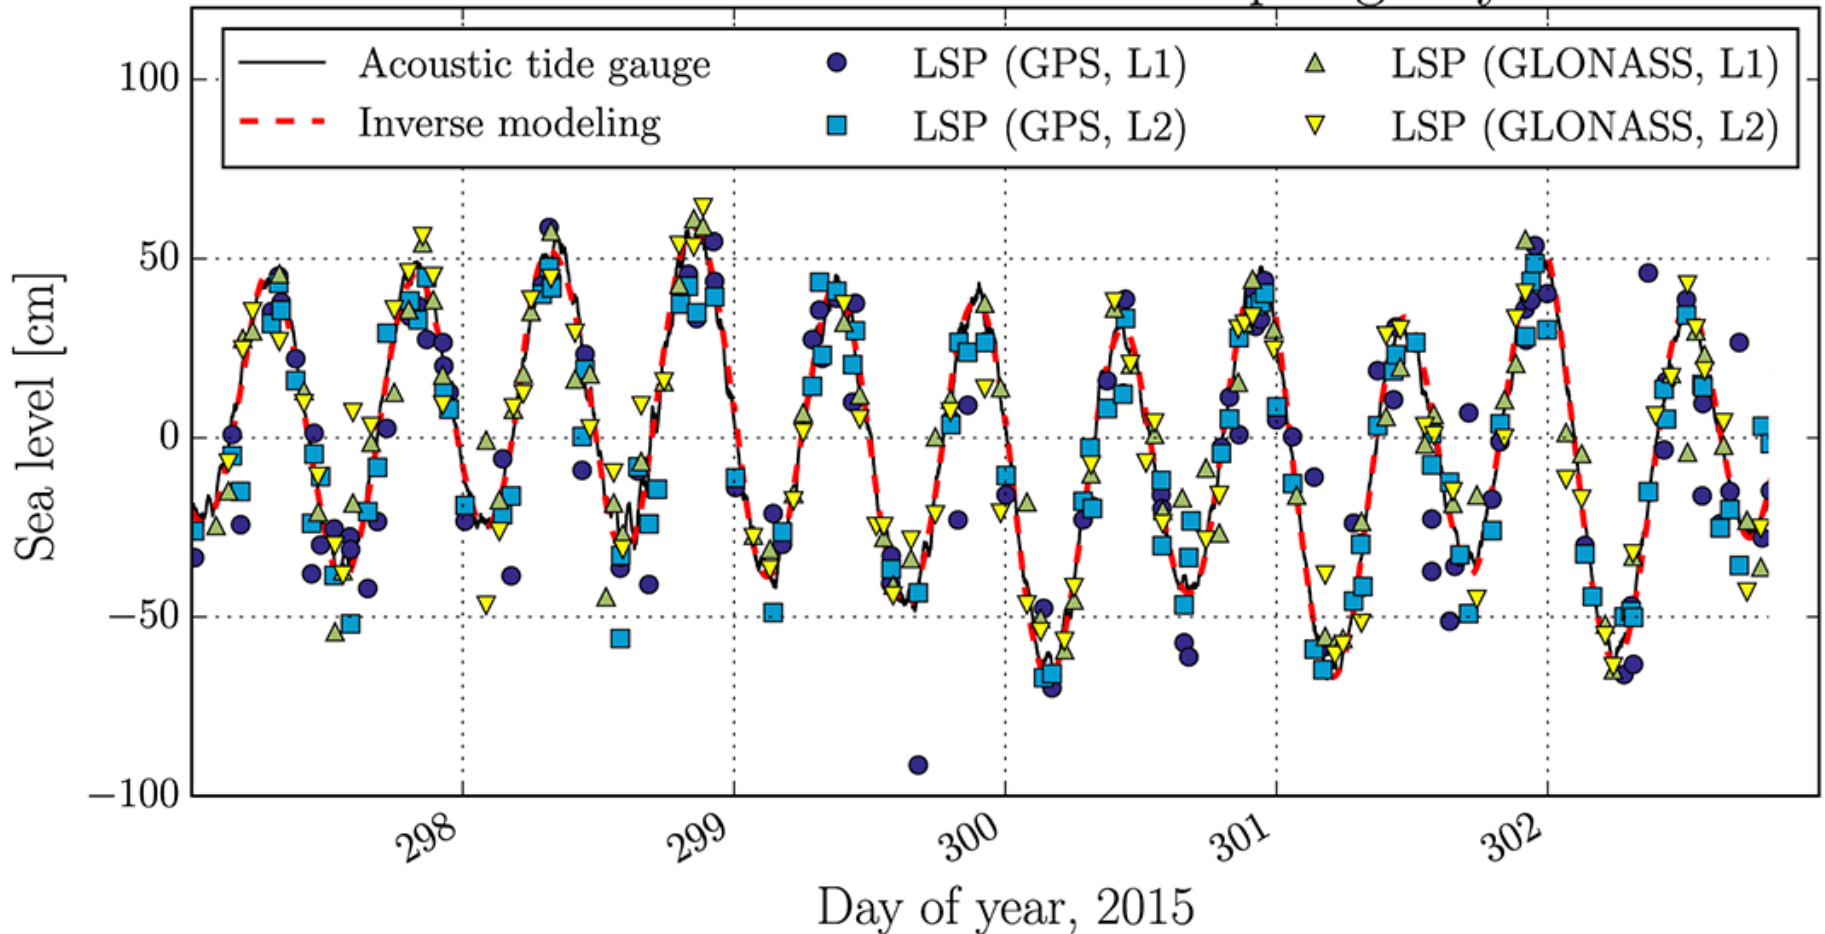 100
50
0
−50
−100
Sea level [cm]
Acoustic tide gauge
Inverse modeling
LSP (GPS, L1)
LSP (GPS, L2)
LSP (GLONASS, L1)
LSP (GLONASS, L2)
298
299
300
301
302
Day of year, 2015